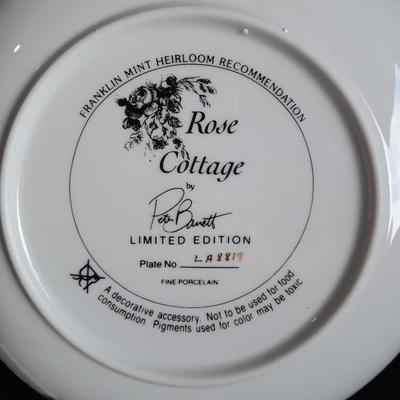 FRANKLIN MINT HEIRLOOM RECOMMENDATION
Rose
Cottage
by
Peter Barrett
LIMITED EDITION
Plate No. LA8819
FINE PORCELAIN
A decorative accessory. Not to be used for food
consumption. Pigments used for color may be toxic